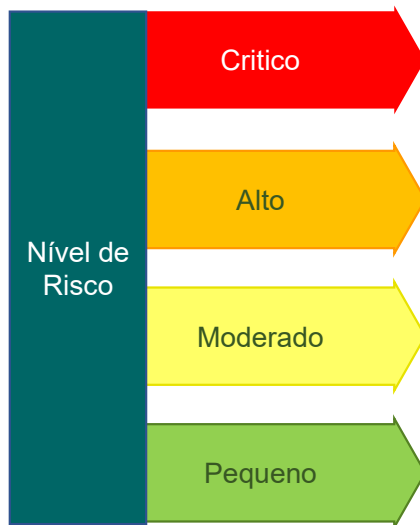 Critico
Alto
Nível de
Risco
Moderado
Pequeno